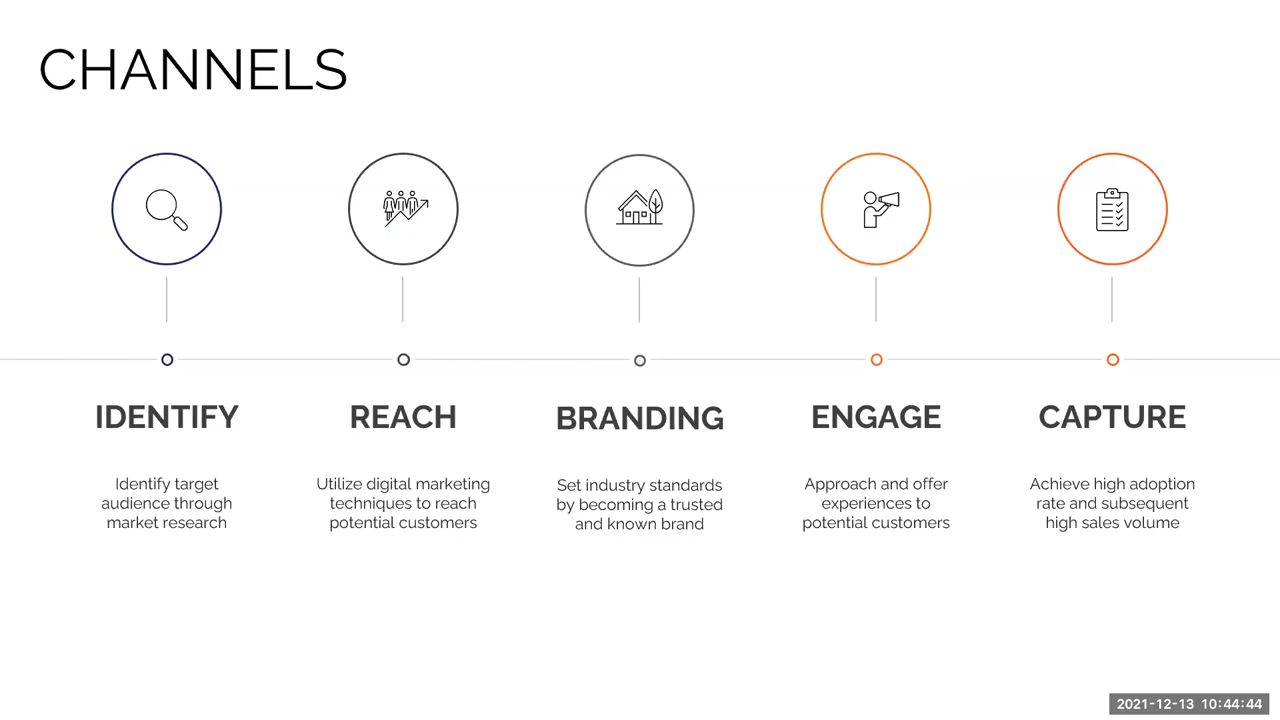 CHANNELS
IDENTIFY
Identify target
audience through
market research
REACH
Utilize digital marketing
techniques to reach
potential customers
BRANDING
Set industry standards
by becoming a trusted
and known brand
ENGAGE
Approach and offer
experiences to
potential customers
CAPTURE
Achieve high adoption
rate and subsequent
high sales volume
2021-12-13 10:44:44